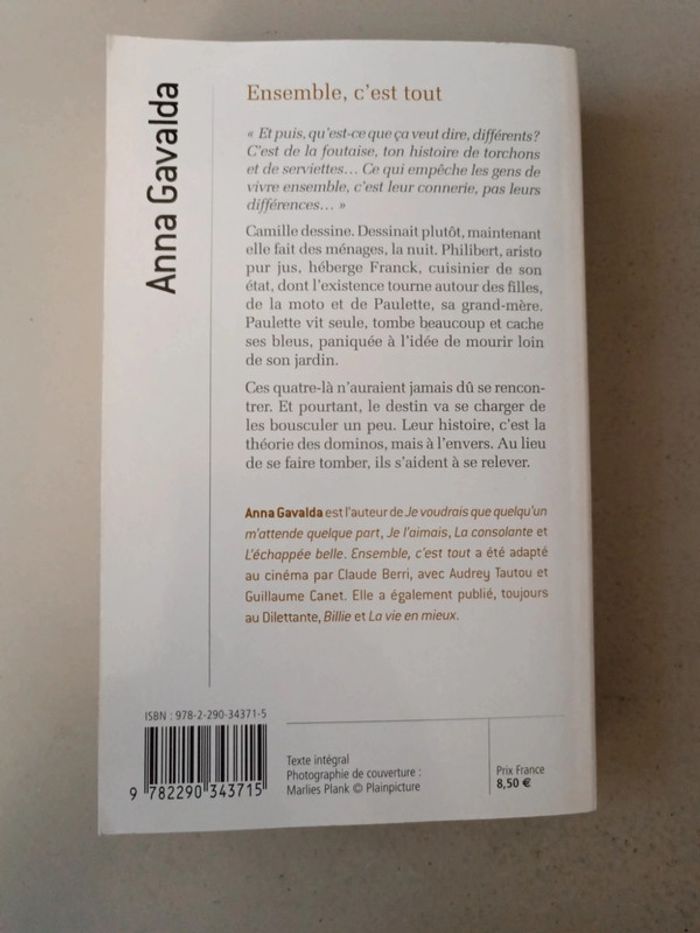 Anna Gavalda
Ensemble, c'est tout
« Et puis, qu'est-ce que ça veut dire, différents?
C'est de la foutaise, ton histoire de torchons
et de serviettes... Ce qui empêche les gens de
vivre ensemble, c'est leur connerie, pas leurs
différences... »
Camille dessine. Dessinait plutôt, maintenant
elle fait des ménages, la nuit. Philibert, aristo
pur jus, héberge Franck, cuisinier de son
état, dont l'existence tourne autour des filles,
de la moto et de Paulette, sa grand-mère.
Paulette vit seule, tombe beaucoup et cache
ses bleus, paniquée à l'idée de mourir loin
de son jardin.
Ces quatre-là n'auraient jamais dû se rencon-
trer. Et pourtant, le destin va se charger de
les bousculer un peu. Leur histoire, c'est la
théorie des dominos, mais à l'envers. Au lieu
de se faire tomber, ils s'aident à se relever.
Anna Gavalda est l'auteur de Je voudrais que quelqu'un
m'attende quelque part, Je l'aimais, La consolante et
L'échappée belle. Ensemble, c'est tout a été adapté
au cinéma par Claude Berri, avec Audrey Tautou et
Guillaume Canet. Elle a également publié, toujours
au Dilettante, Billie et La vie en mieux.
ISBN : 978-2-290-34371-5
9 782290 343715
Texte intégral
Photographie de couverture :
Marlies Plank © Plainpicture
Prix France
8,50 €